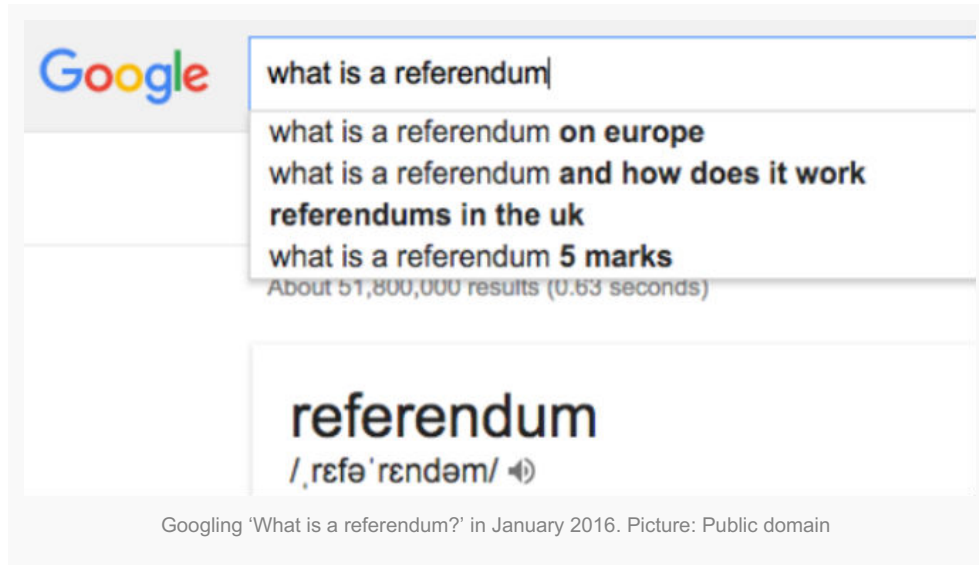 Google
what is a referendum
what is a referendum on europe
what is a referendum and how does it work
referendums in the uk
what is a referendum 5 marks
About 51,800,000 results (0.63 seconds)
referendum
/ˌrɛfəˈrɛndəm/
Googling ‘What is a referendum?’ in January 2016. Picture: Public domain